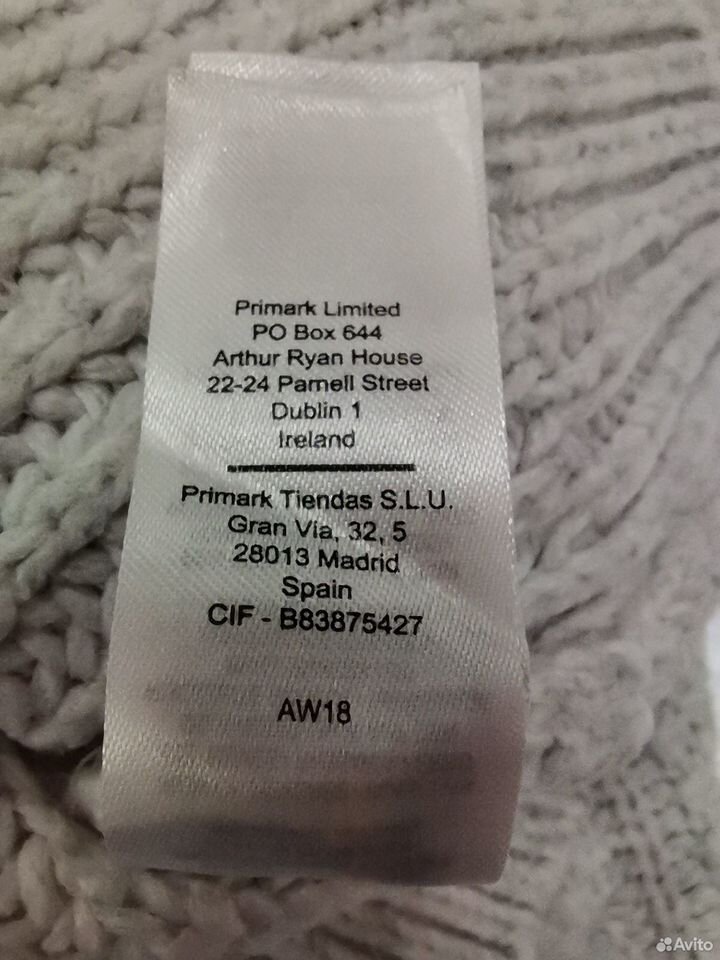 Primark Limited
PO Box 644
Arthur Ryan House
22-24 Parnell Street
Dublin 1
Ireland
Primark Tiendas S.L.U.
Gran Vía, 32, 5
28013 Madrid
Spain
CIF - B83875427
AW18
Avito